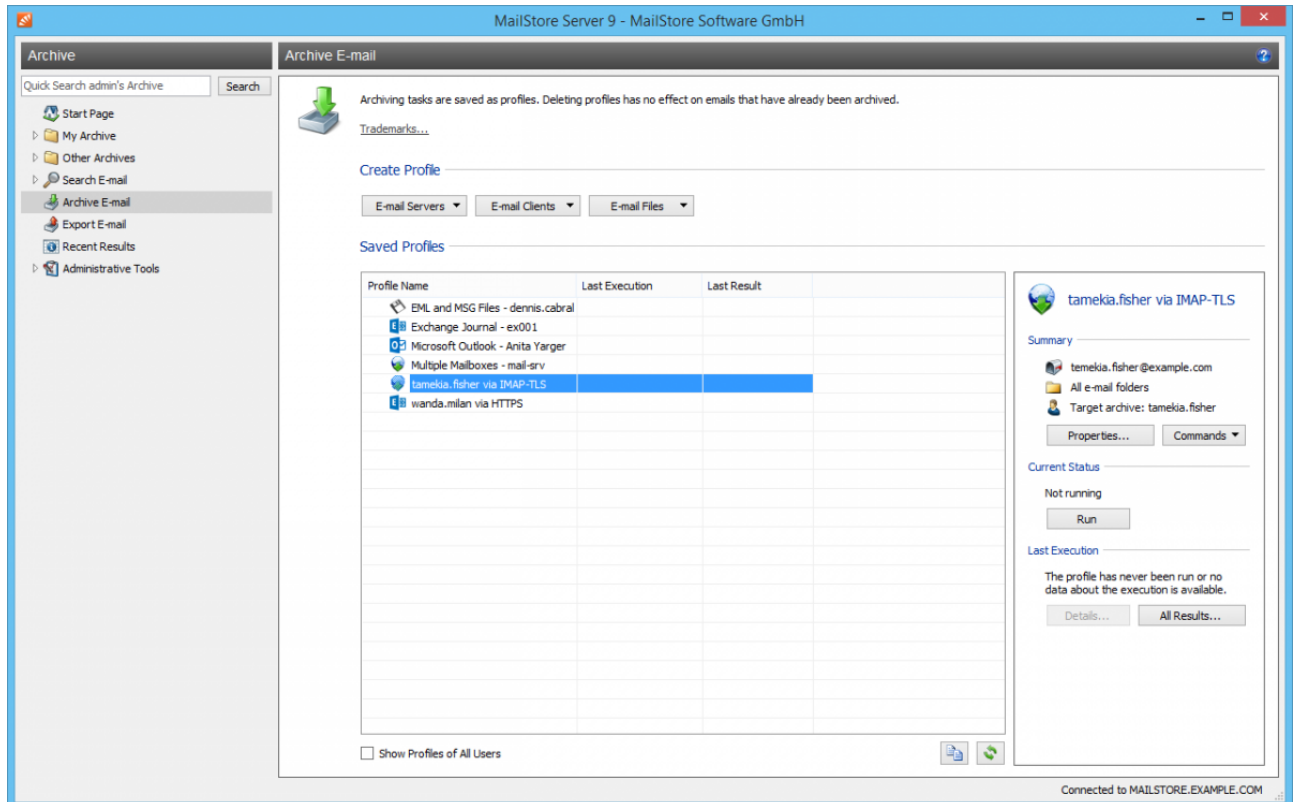 MailStore Server 9 - MailStore Software GmbH
Archive
Archive E-mail
Quick Search admin's Archive
Search
Start Page
My Archive
Other Archives
Search E-mail
Archive E-mail
Export E-mail
Recent Results
Administrative Tools
Archiving tasks are saved as profiles. Deleting profiles has no effect on emails that have already been archived.
Trademarks...
Create Profile
E-mail Servers
E-mail Clients
E-mail Files
Saved Profiles
Profile Name
Last Execution
Last Result
EML and MSG Files - dennis.cabral
Exchange Journal - ex001
Microsoft Outlook - Anita Yarger
Multiple Mailboxes - mail-srv
tamekia.fisher via IMAP-TLS
wanda.milan via HTTPS
Show Profiles of All Users
tamekia.fisher via IMAP-TLS
Summary
temekia.fisher@example.com
All e-mail folders
Target archive: tamekia.fisher
Properties...
Commands
Current Status
Not running
Run
Last Execution
The profile has never been run or no
data about the execution is available.
Details...
All Results...
Connected to MAILSTORE.EXAMPLE.COM